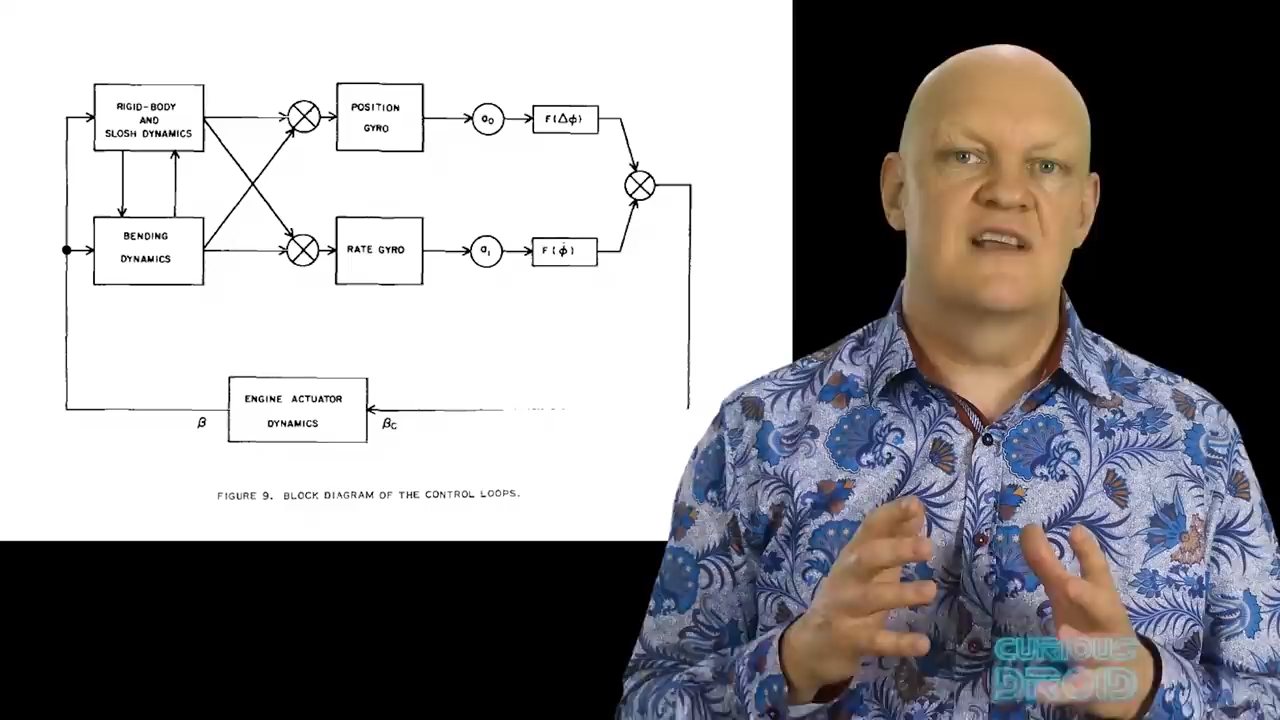 RIGID-BODY
AND
SLOSH DYNAMICS
POSITION
GYRO
a₀
F(Δϕ)
BENDING
DYNAMICS
RATE GYRO
a₁
F(ϕ̇)
ENGINE ACTUATOR
DYNAMICS
β
βC
FIGURE 9. BLOCK DIAGRAM OF THE CONTROL LOOPS.
CURIOUS
DROID